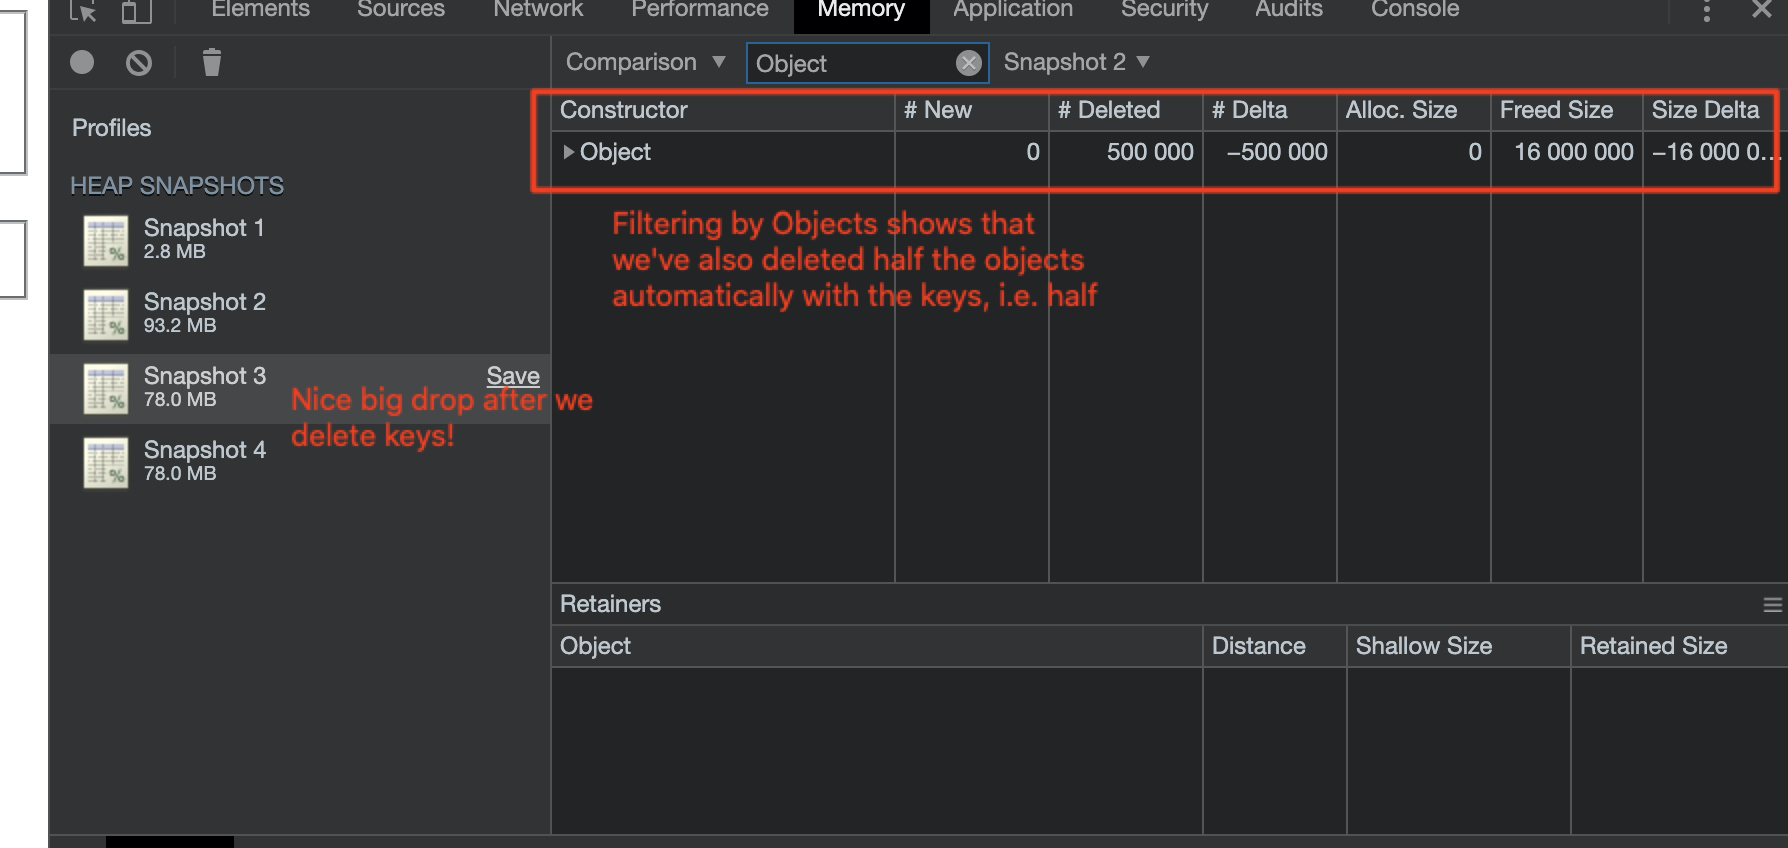 Elements Sources Network Performance Memory Application Security Audits Console
Comparison ▼ Object Snapshot 2 ▼
Profiles
HEAP SNAPSHOTS
Snapshot 1
2.8 MB
Snapshot 2
93.2 MB
Snapshot 3 Save
78.0 MB
Nice big drop after we
delete keys!
Snapshot 4
78.0 MB
Constructor # New # Deleted # Delta Alloc. Size Freed Size Size Delta
Object 0 500 000 −500 000 0 16 000 000 −16 000 0…
Filtering by Objects shows that
we've also deleted half the objects
automatically with the keys, i.e. half
Retainers
Object Distance Shallow Size Retained Size